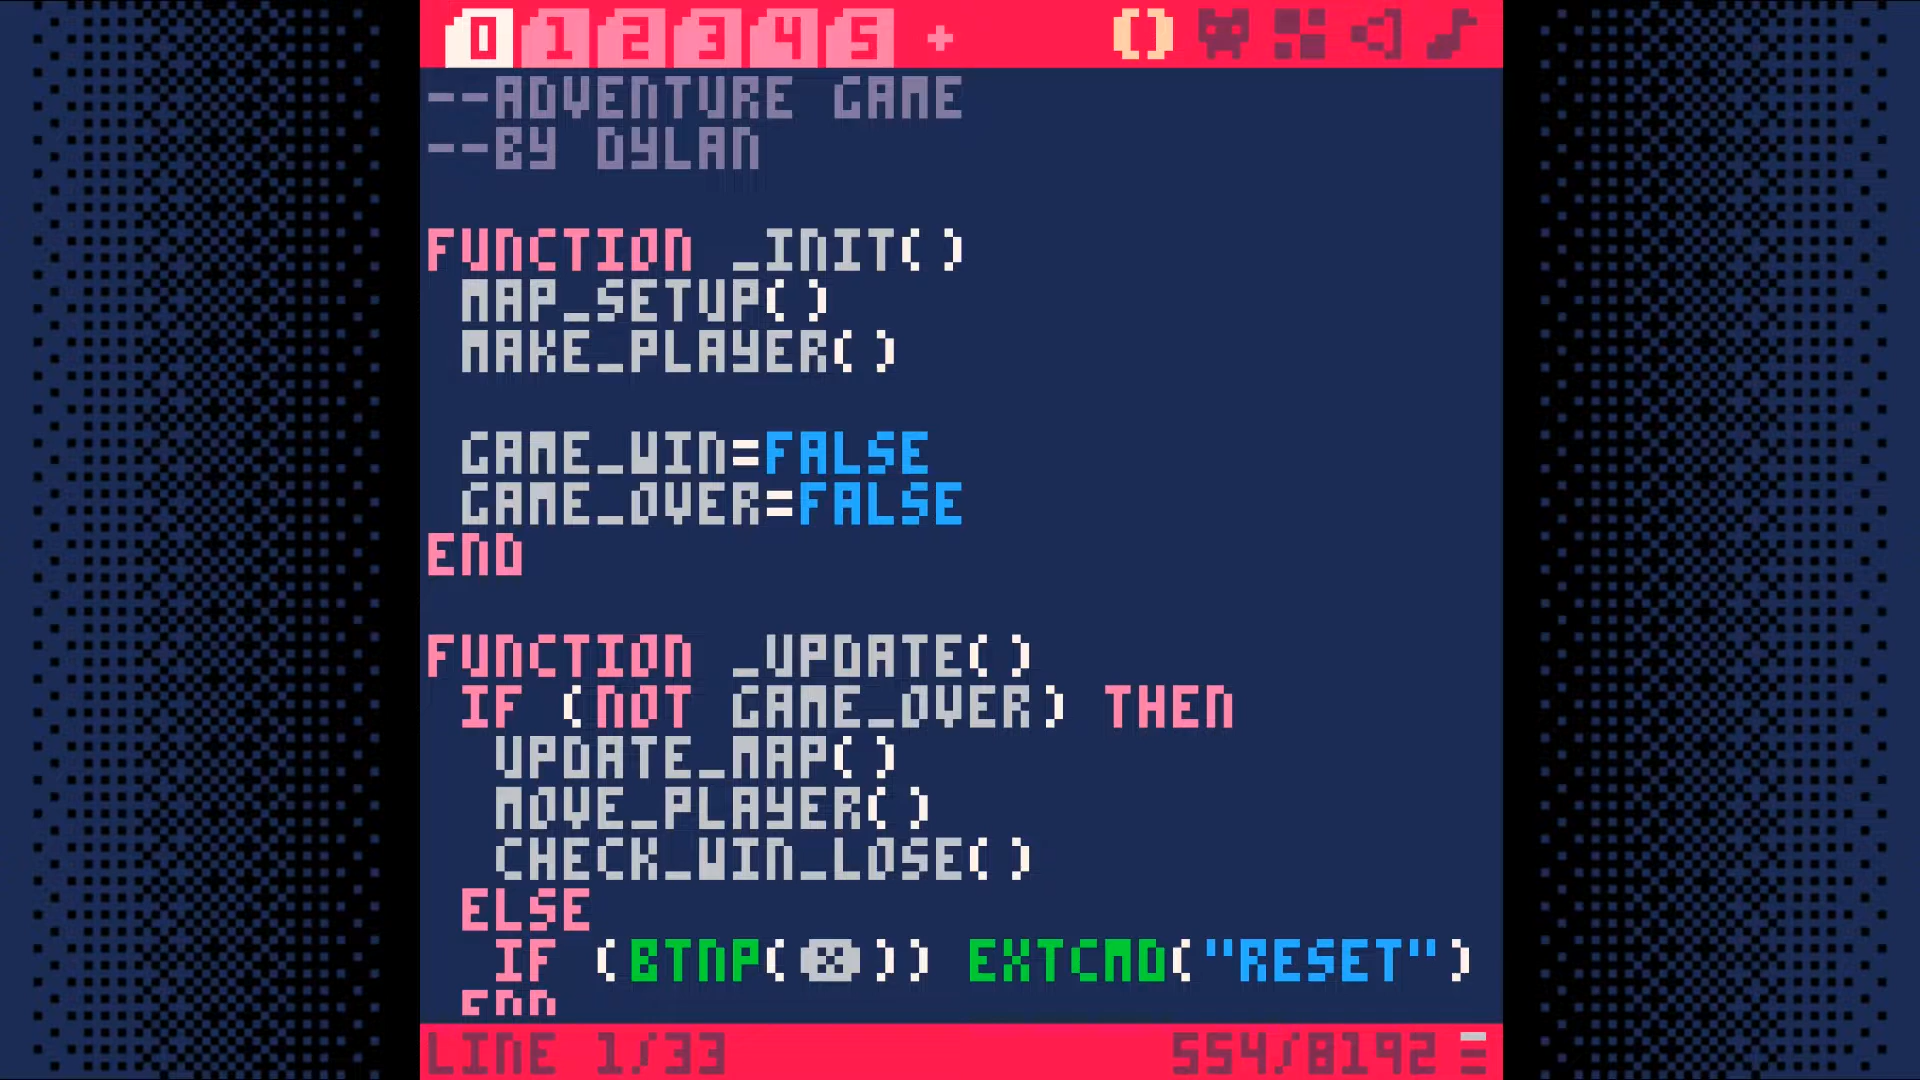 0 1 2 3 4 5 +
--ADVENTURE GAME
--BY DYLAN
FUNCTION _INIT()
MAP_SETUP()
MAKE_PLAYER()
GAME_WIN=FALSE
GAME_OVER=FALSE
END
FUNCTION _UPDATE()
IF (NOT GAME_OVER) THEN
UPDATE_MAP()
MOVE_PLAYER()
CHECK_WIN_LOSE()
ELSE
IF (BTNP(❎)) EXTCMD("RESET")
END
LINE 1/33
554/8192